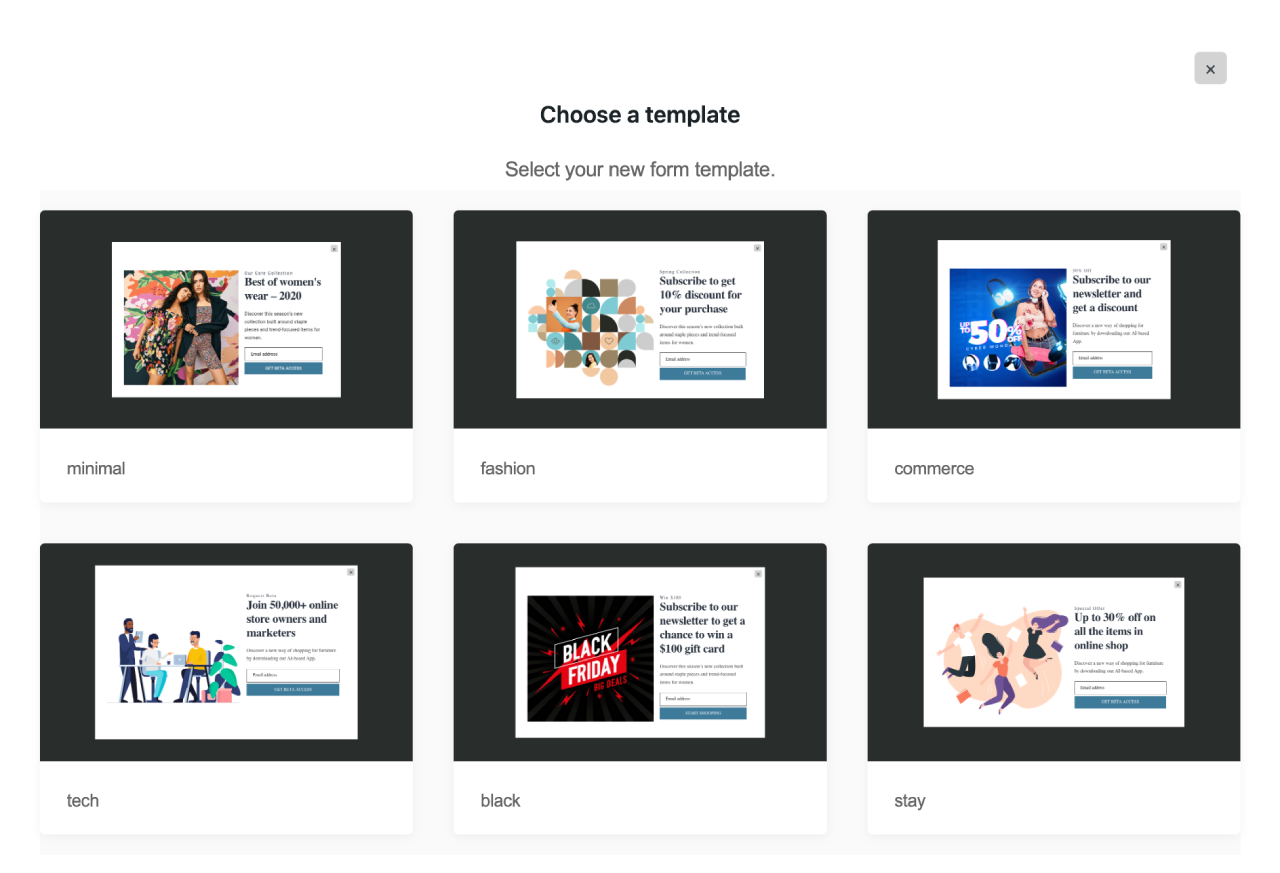 ×
Choose a template
Select your new form template.
Our Core Collection
Best of women's
wear – 2020
Discover this season's new
collection built around staple
pieces and trend-focused items for
women.
Email address
GET BETA ACCESS
minimal
Spring Collection
Subscribe to get
10% discount for
your purchase
Discover this season's new collection built
around staple pieces and trend-focused
items for women.
Email address
GET BETA ACCESS
fashion
UP TO 50% OFF
CYBER MONDAY
50% Off
Subscribe to our
newsletter and
get a discount
Discover a new way of shopping for
furniture by downloading our AI-based
App.
Email address
GET BETA ACCESS
commerce
Request Beta
Join 50,000+ online
store owners and
marketers
Discover a new way of shopping for furniture
by downloading our AI-based App.
Email address
GET BETA ACCESS
tech
BLACK
FRIDAY
BIG DEALS
Win $100
Subscribe to our
newsletter to get a
chance to win a
$100 gift card
Discover this season's new collection built
around staple pieces and trend-focused
items for women.
Email address
START SHOPPING
black
Special Offer
Up to 30% off on
all the items in
online shop
Discover a new way of shopping for furniture
by downloading our AI-based App.
Email address
GET BETA ACCESS
stay